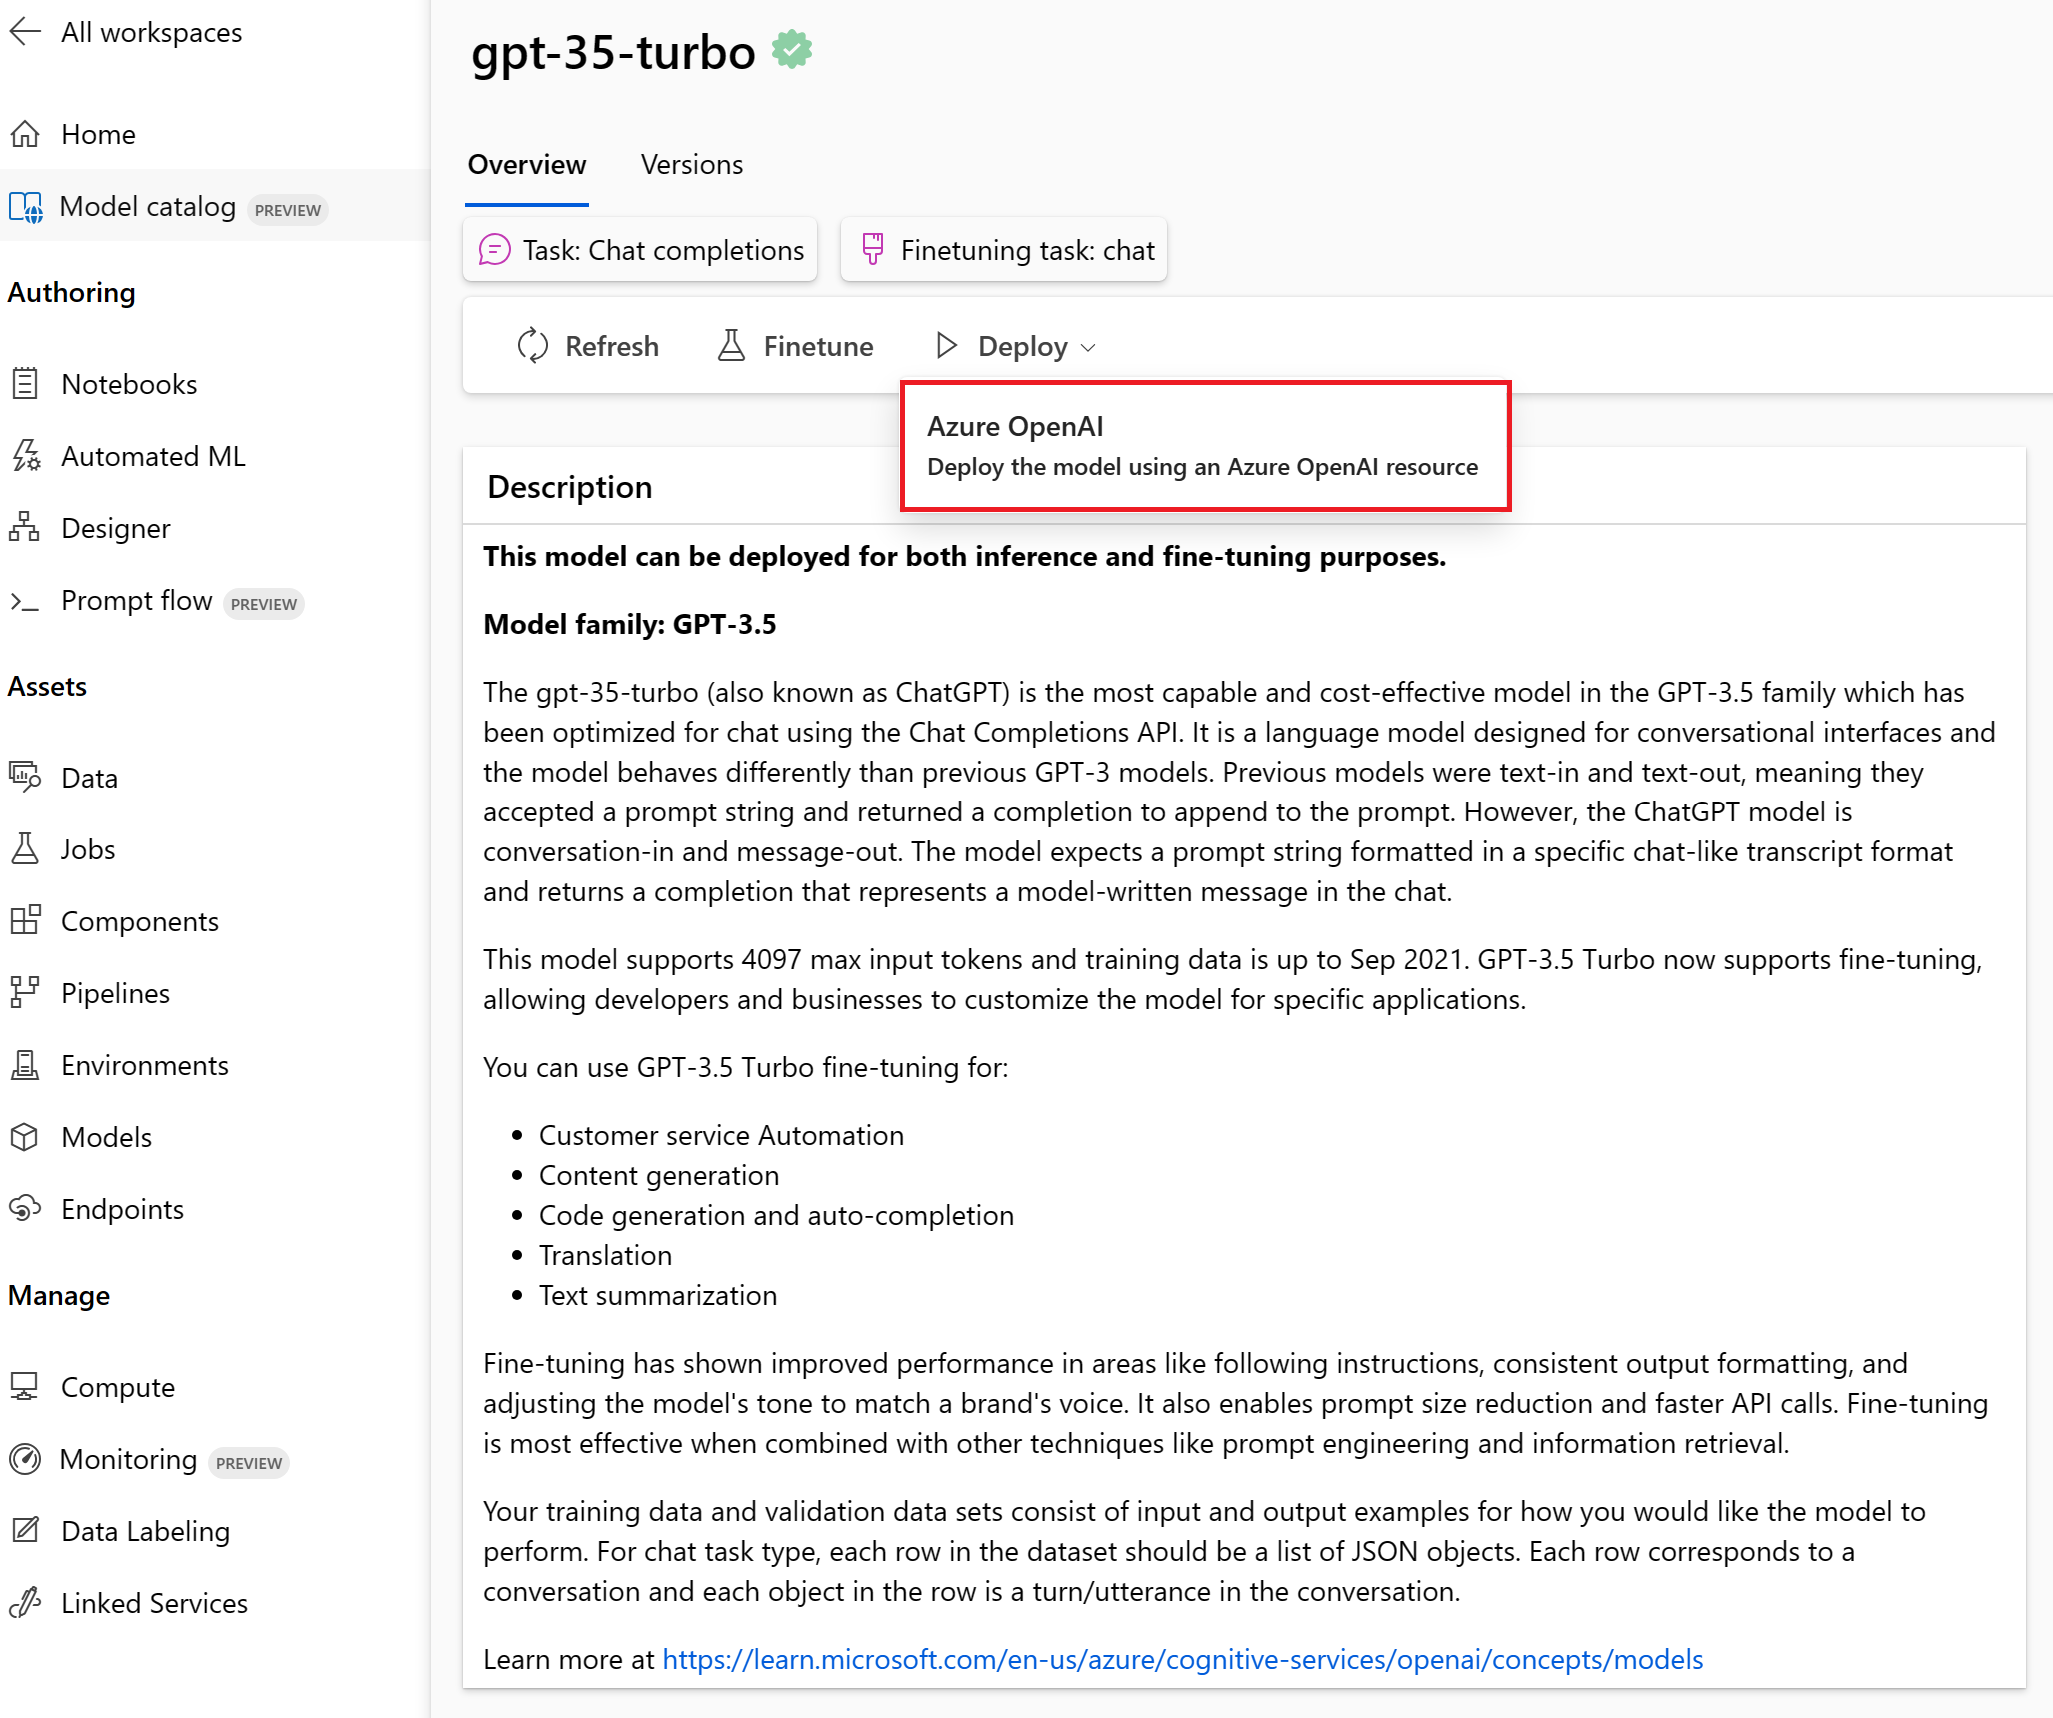 All workspaces
Home
Model catalog PREVIEW
Authoring
Notebooks
Automated ML
Designer
Prompt flow PREVIEW
Assets
Data
Jobs
Components
Pipelines
Environments
Models
Endpoints
Manage
Compute
Monitoring PREVIEW
Data Labeling
Linked Services
gpt-35-turbo
Overview Versions
Task: Chat completions Finetuning task: chat
Refresh Finetune Deploy
Azure OpenAI
Deploy the model using an Azure OpenAI resource
Description
This model can be deployed for both inference and fine-tuning purposes.
Model family: GPT-3.5
The gpt-35-turbo (also known as ChatGPT) is the most capable and cost-effective model in the GPT-3.5 family which has
been optimized for chat using the Chat Completions API. It is a language model designed for conversational interfaces and
the model behaves differently than previous GPT-3 models. Previous models were text-in and text-out, meaning they
accepted a prompt string and returned a completion to append to the prompt. However, the ChatGPT model is
conversation-in and message-out. The model expects a prompt string formatted in a specific chat-like transcript format
and returns a completion that represents a model-written message in the chat.
This model supports 4097 max input tokens and training data is up to Sep 2021. GPT-3.5 Turbo now supports fine-tuning,
allowing developers and businesses to customize the model for specific applications.
You can use GPT-3.5 Turbo fine-tuning for:
• Customer service Automation
• Content generation
• Code generation and auto-completion
• Translation
• Text summarization
Fine-tuning has shown improved performance in areas like following instructions, consistent output formatting, and
adjusting the model's tone to match a brand's voice. It also enables prompt size reduction and faster API calls. Fine-tuning
is most effective when combined with other techniques like prompt engineering and information retrieval.
Your training data and validation data sets consist of input and output examples for how you would like the model to
perform. For chat task type, each row in the dataset should be a list of JSON objects. Each row corresponds to a
conversation and each object in the row is a turn/utterance in the conversation.
Learn more at https://learn.microsoft.com/en-us/azure/cognitive-services/openai/concepts/models